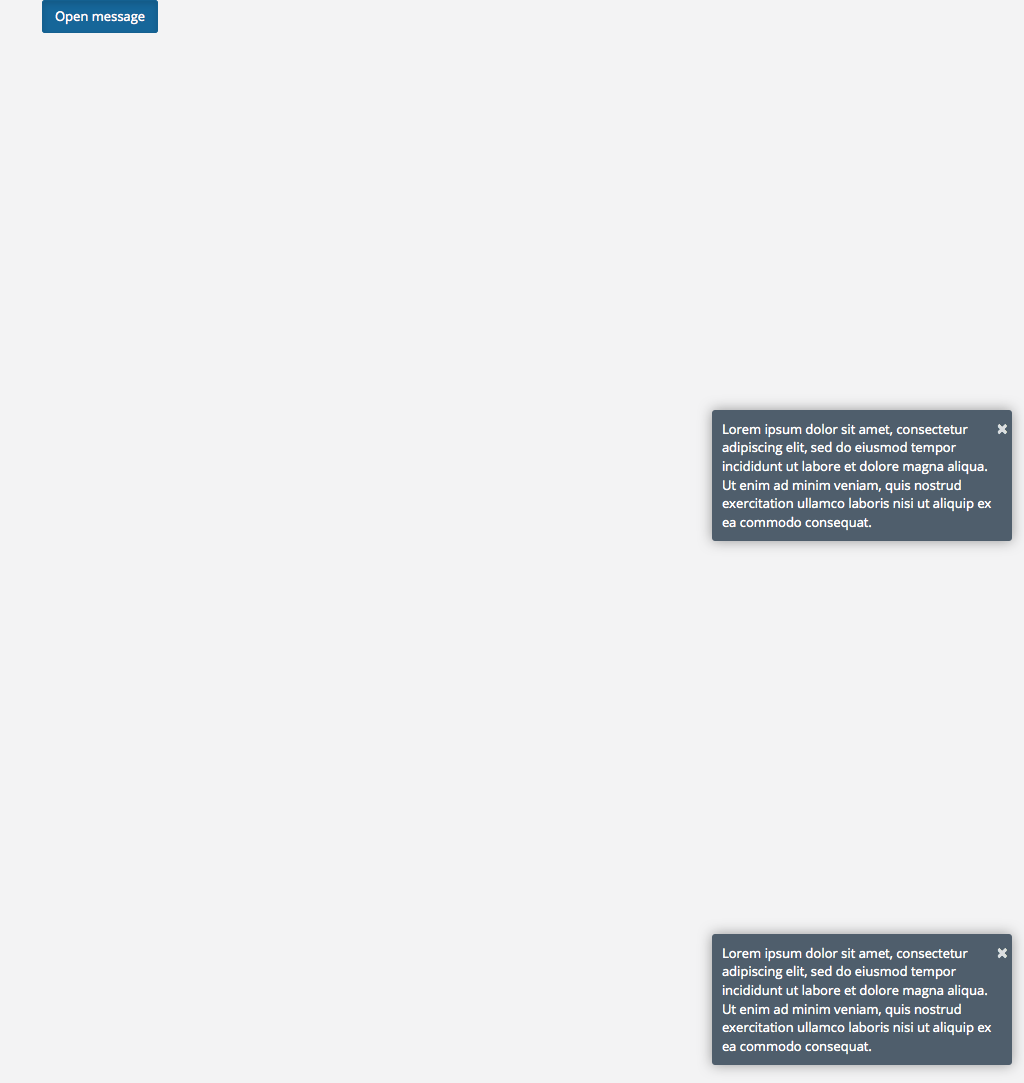 Open message
Lorem ipsum dolor sit amet, consectetur
adipiscing elit, sed do eiusmod tempor
incididunt ut labore et dolore magna aliqua.
Ut enim ad minim veniam, quis nostrud
exercitation ullamco laboris nisi ut aliquip ex
ea commodo consequat.
Lorem ipsum dolor sit amet, consectetur
adipiscing elit, sed do eiusmod tempor
incididunt ut labore et dolore magna aliqua.
Ut enim ad minim veniam, quis nostrud
exercitation ullamco laboris nisi ut aliquip ex
ea commodo consequat.